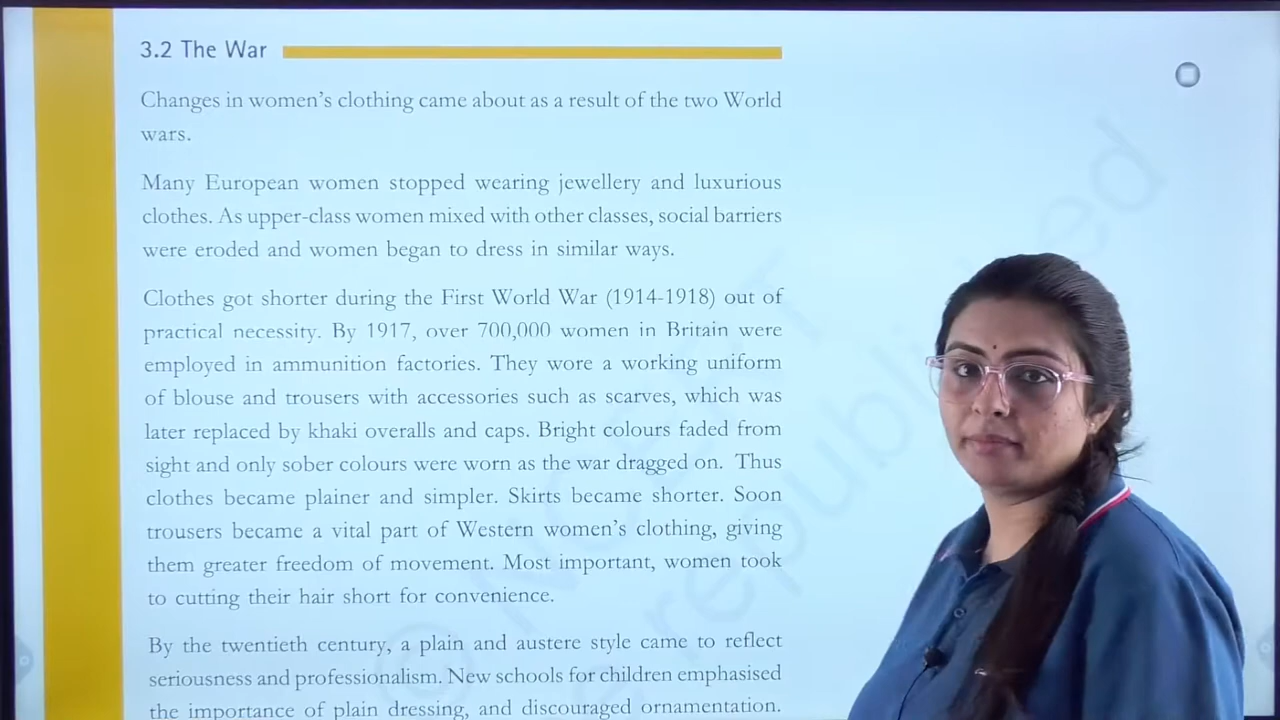 3.2 The War
Changes in women's clothing came about as a result of the two World
wars.
Many European women stopped wearing jewellery and luxurious
clothes. As upper-class women mixed with other classes, social barriers
were eroded and women began to dress in similar ways.
Clothes got shorter during the First World War (1914-1918) out of
practical necessity. By 1917, over 700,000 women in Britain were
employed in ammunition factories. They wore a working uniform
of blouse and trousers with accessories such as scarves, which was
later replaced by khaki overalls and caps. Bright colours faded from
sight and only sober colours were worn as the war dragged on. Thus
clothes became plainer and simpler. Skirts became shorter. Soon
trousers became a vital part of Western women's clothing, giving
them greater freedom of movement. Most important, women took
to cutting their hair short for convenience.
By the twentieth century, a plain and austere style came to reflect
seriousness and professionalism. New schools for children emphasised
the importance of plain dressing, and discouraged ornamentation.